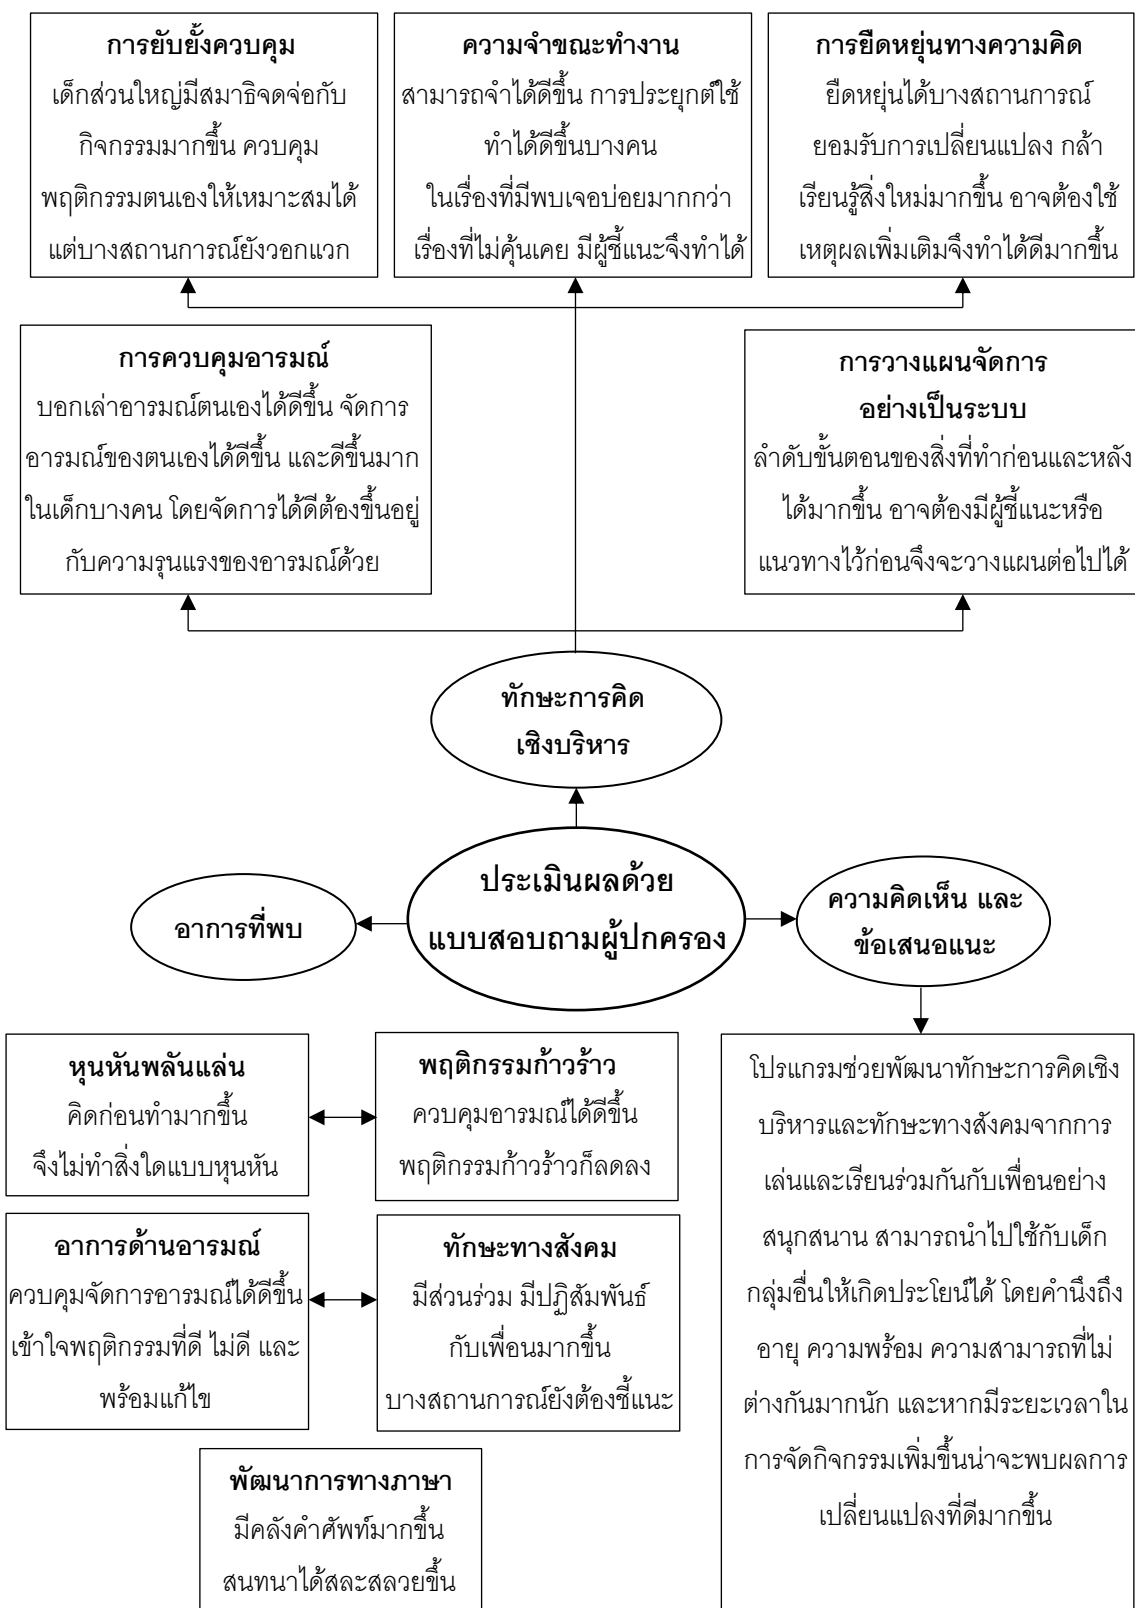 การยับยั้งควบคุม
เด็กส่วนใหญ่มีสมาธิจดจ่อกับ
กิจกรรมมากขึ้น ควบคุม
พฤติกรรมตนเองให้เหมาะสมได้
แต่บางสถานการณ์ยังวอกแวก
ความจำขณะทำงาน
สามารถจำได้ดีขึ้น การประยุกต์ใช้
ทำได้ดีขึ้นบางคน
ในเรื่องที่มีพบเจอบ่อยมากกว่า
เรื่องที่ไม่คุ้นเคย มีผู้ชี้แนะจึงทำได้
การยืดหยุ่นทางความคิด
ยืดหยุ่นได้บางสถานการณ์
ยอมรับการเปลี่ยนแปลง กล้า
เรียนรู้สิ่งใหม่มากขึ้น อาจต้องใช้
เหตุผลเพิ่มเติมจึงทำได้ดีมากขึ้น
การควบคุมอารมณ์
บอกเล่าอารมณ์ตนเองได้ดีขึ้น จัดการ
อารมณ์ของตนเองได้ดีขึ้น และดีขึ้นมาก
ในเด็กบางคน โดยจัดการได้ดีต้องขึ้นอยู่
กับความรุนแรงของอารมณ์ด้วย
การวางแผนจัดการ
อย่างเป็นระบบ
ลำดับขั้นตอนของสิ่งที่ทำก่อนและหลัง
ได้มากขึ้น อาจต้องมีผู้ชี้แนะหรือ
แนวทางไว้ก่อนจึงจะวางแผนต่อไปได้
ทักษะการคิด
เชิงบริหาร
ประเมินผลด้วย
แบบสอบถามผู้ปกครอง
อาการที่พบ
ความคิดเห็น และ
ข้อเสนอแนะ
หุนหันพลันแล่น
คิดก่อนทำมากขึ้น
จึงไม่ทำสิ่งใดแบบหุนหัน
พฤติกรรมก้าวร้าว
ควบคุมอารมณ์ได้ดีขึ้น
พฤติกรรมก้าวร้าวก็ลดลง
อาการด้านอารมณ์
ควบคุมจัดการอารมณ์ได้ดีขึ้น
เข้าใจพฤติกรรมที่ดี ไม่ดี และ
พร้อมแก้ไข
ทักษะทางสังคม
มีส่วนร่วม มีปฏิสัมพันธ์
กับเพื่อนมากขึ้น
บางสถานการณ์ยังต้องชี้แนะ
พัฒนาการทางภาษา
มีคลังคำศัพท์มากขึ้น
สนทนาได้สละสลวยขึ้น
โปรแกรมช่วยพัฒนาทักษะการคิดเชิง
บริหารและทักษะทางสังคมจากการ
เล่นและเรียนร่วมกันกับเพื่อนอย่าง
สนุกสนาน สามารถนำไปใช้กับเด็ก
กลุ่มอื่นให้เกิดประโยน์ได้ โดยคำนึงถึง
อายุ ความพร้อม ความสามารถที่ไม่
ต่างกันมากนัก และหากมีระยะเวลาใน
การจัดกิจกรรมเพิ่มขึ้นน่าจะพบผลการ
เปลี่ยนแปลงที่ดีมากขึ้น